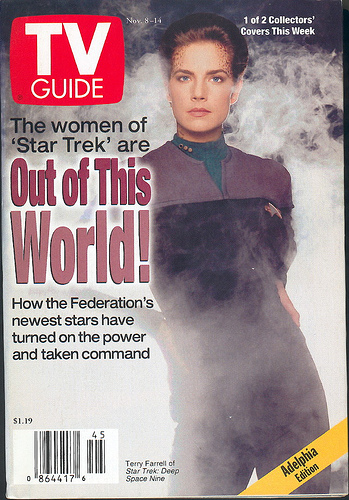 TV
GUIDE
Nov. 8–14
1 of 2 Collectors'
Covers This Week
The women of
'Star Trek' are
Out of This
World!
How the Federation's
newest stars have
turned on the power
and taken command
$1.19
45
0 864417 6
Terry Farrell of
Star Trek: Deep
Space Nine
Adelphia
Edition